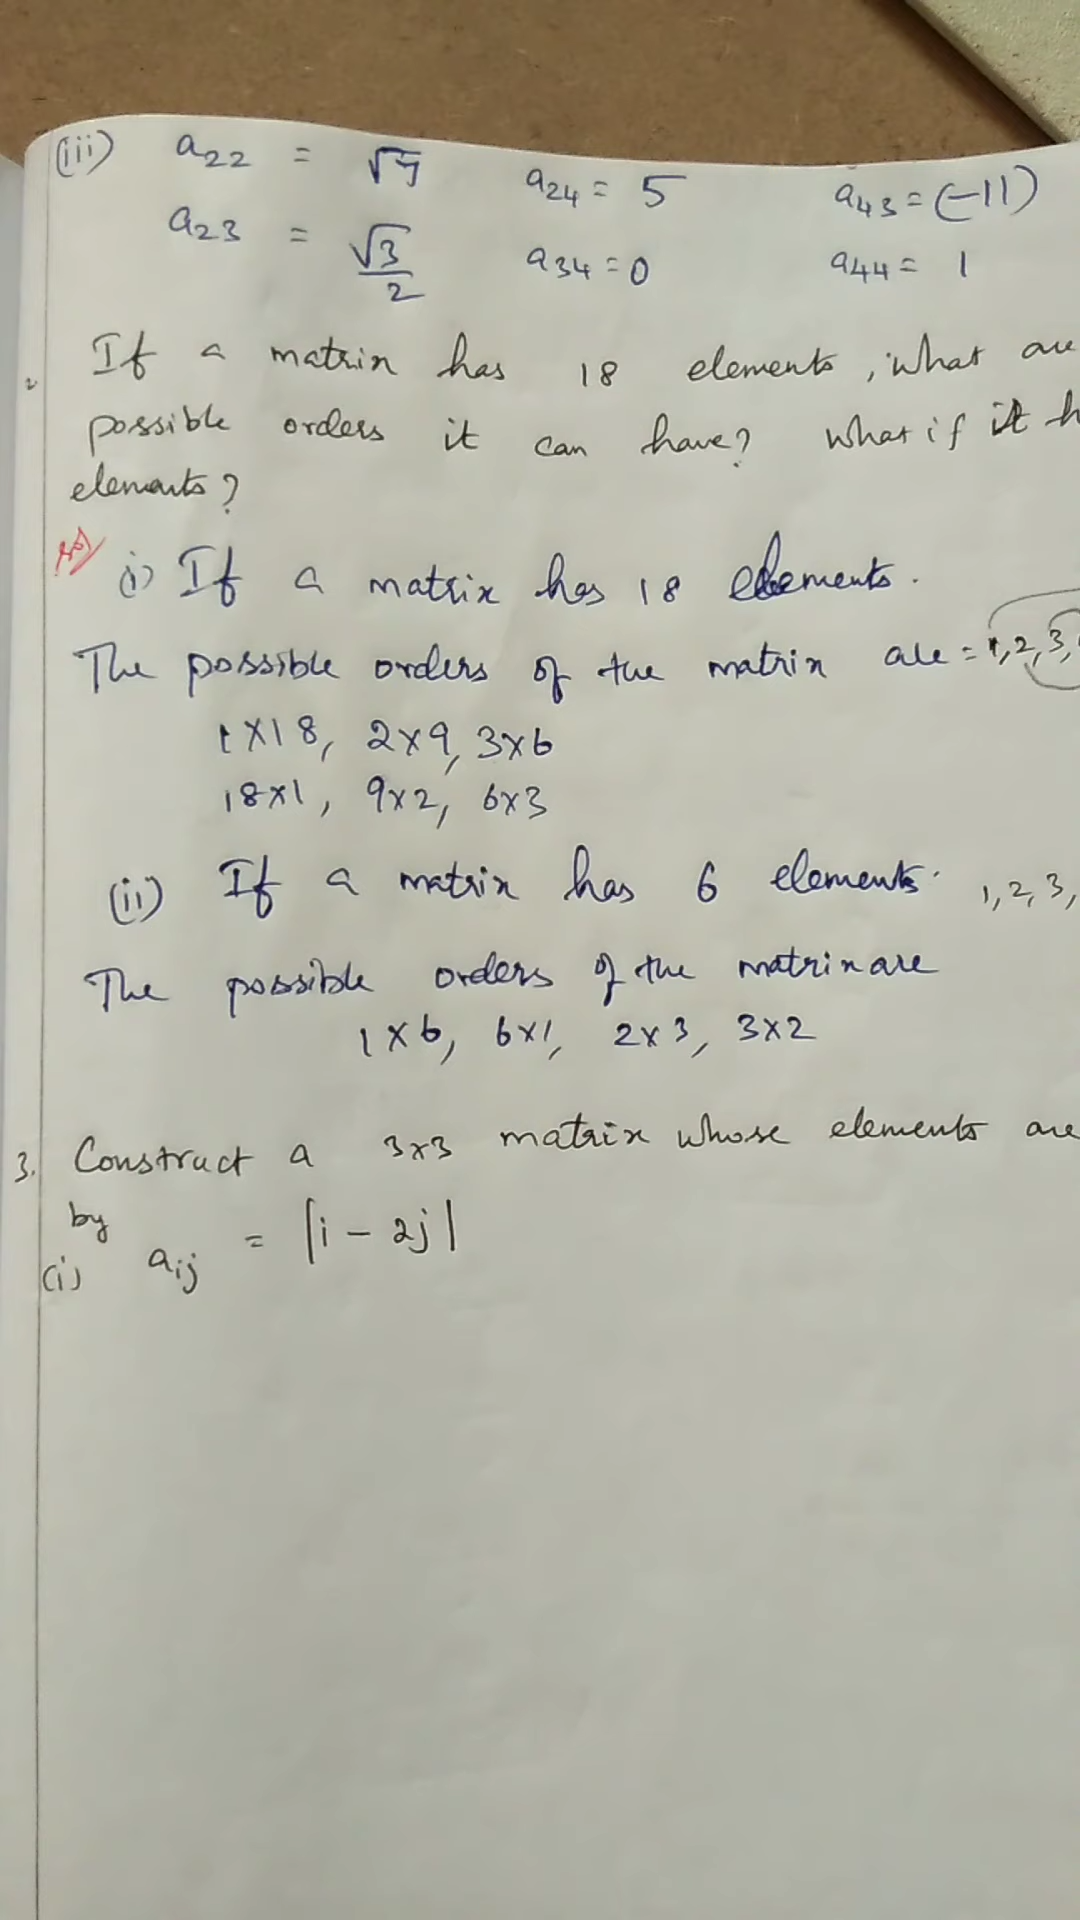 (iii) a22 = √7 a24 = 5 a43 = (-11)
a23 = √3/2 a34 = 0 a44 = 1
If a matrix has 18 elements, what are
possible orders it can have? What if it h
elements?
Sol
(i) If a matrix has 18 elements.
The possible orders of the matrix are = 1, 2, 3,
1×18, 2×9, 3×6
18×1, 9×2, 6×3
(ii) If a matrix has 6 elements. 1, 2, 3,
The possible orders of the matrix are
1×6, 6×1, 2×3, 3×2
3. Construct a 3×3 matrix whose elements are
by
(i) aij = |i - 2j|